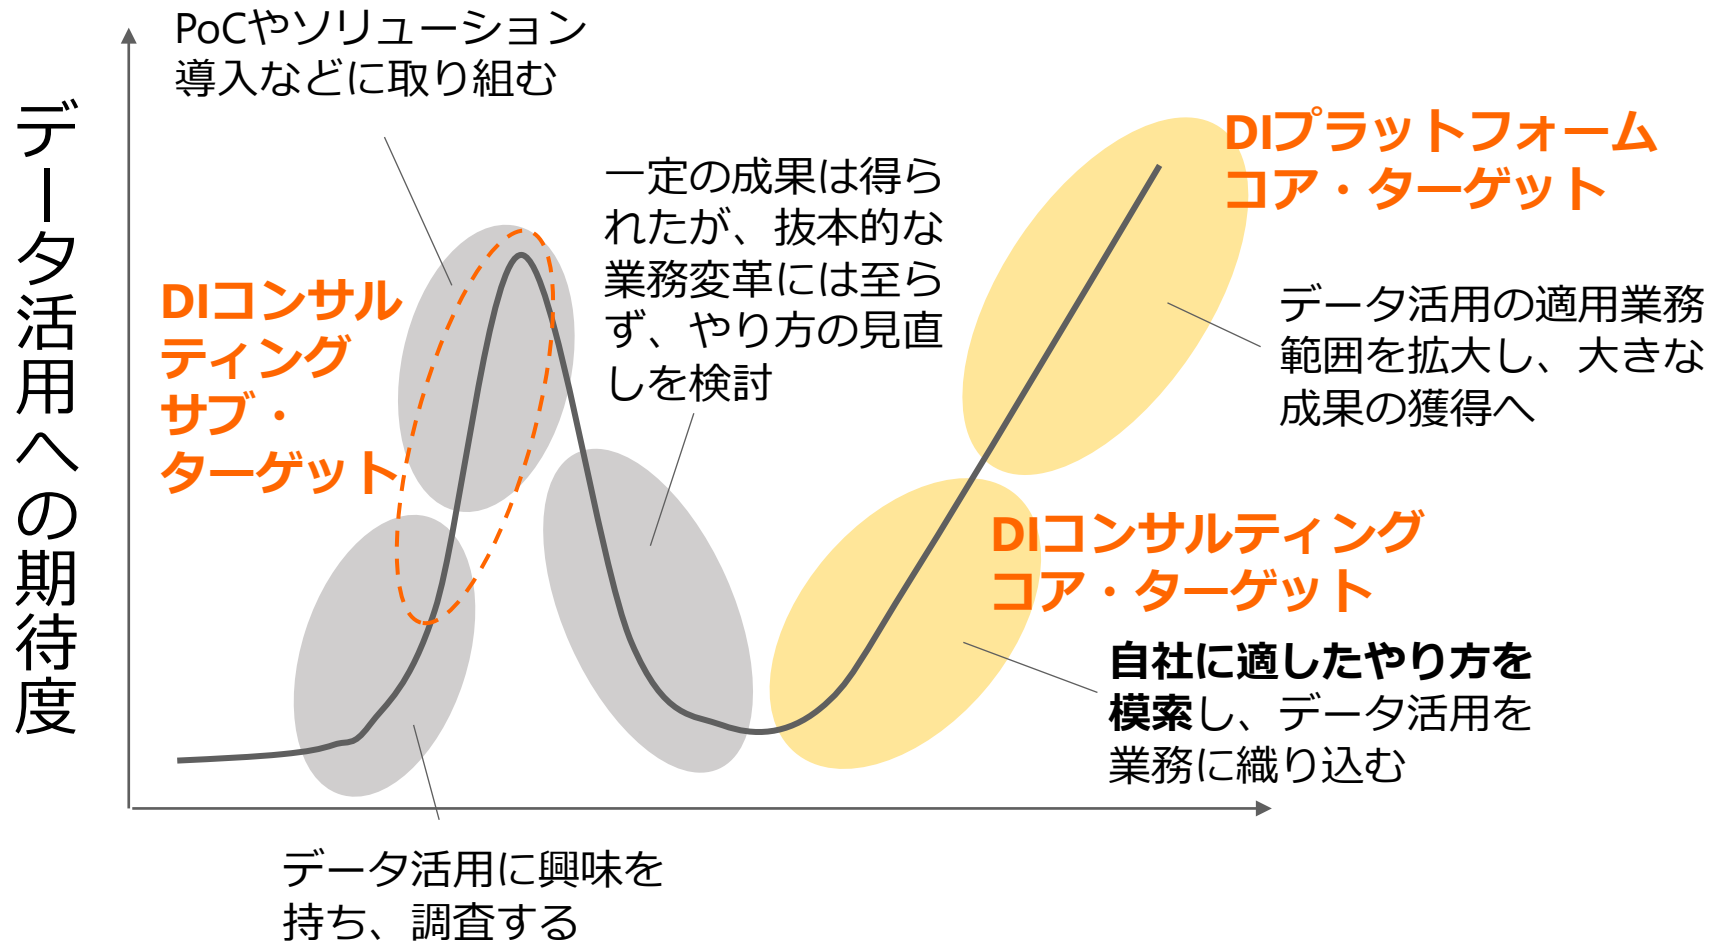 データ活用への期待度
PoCやソリューション
導入などに取り組む
DIコンサル
ティング
サブ・
ターゲット
一定の成果は得ら
れたが、抜本的な
業務変革には至ら
ず、やり方の見直
しを検討
DIプラットフォーム
コア・ターゲット
データ活用の適用業務
範囲を拡大し、大きな
成果の獲得へ
DIコンサルティング
コア・ターゲット
自社に適したやり方を
模索し、データ活用を
業務に織り込む
データ活用に興味を
持ち、調査する